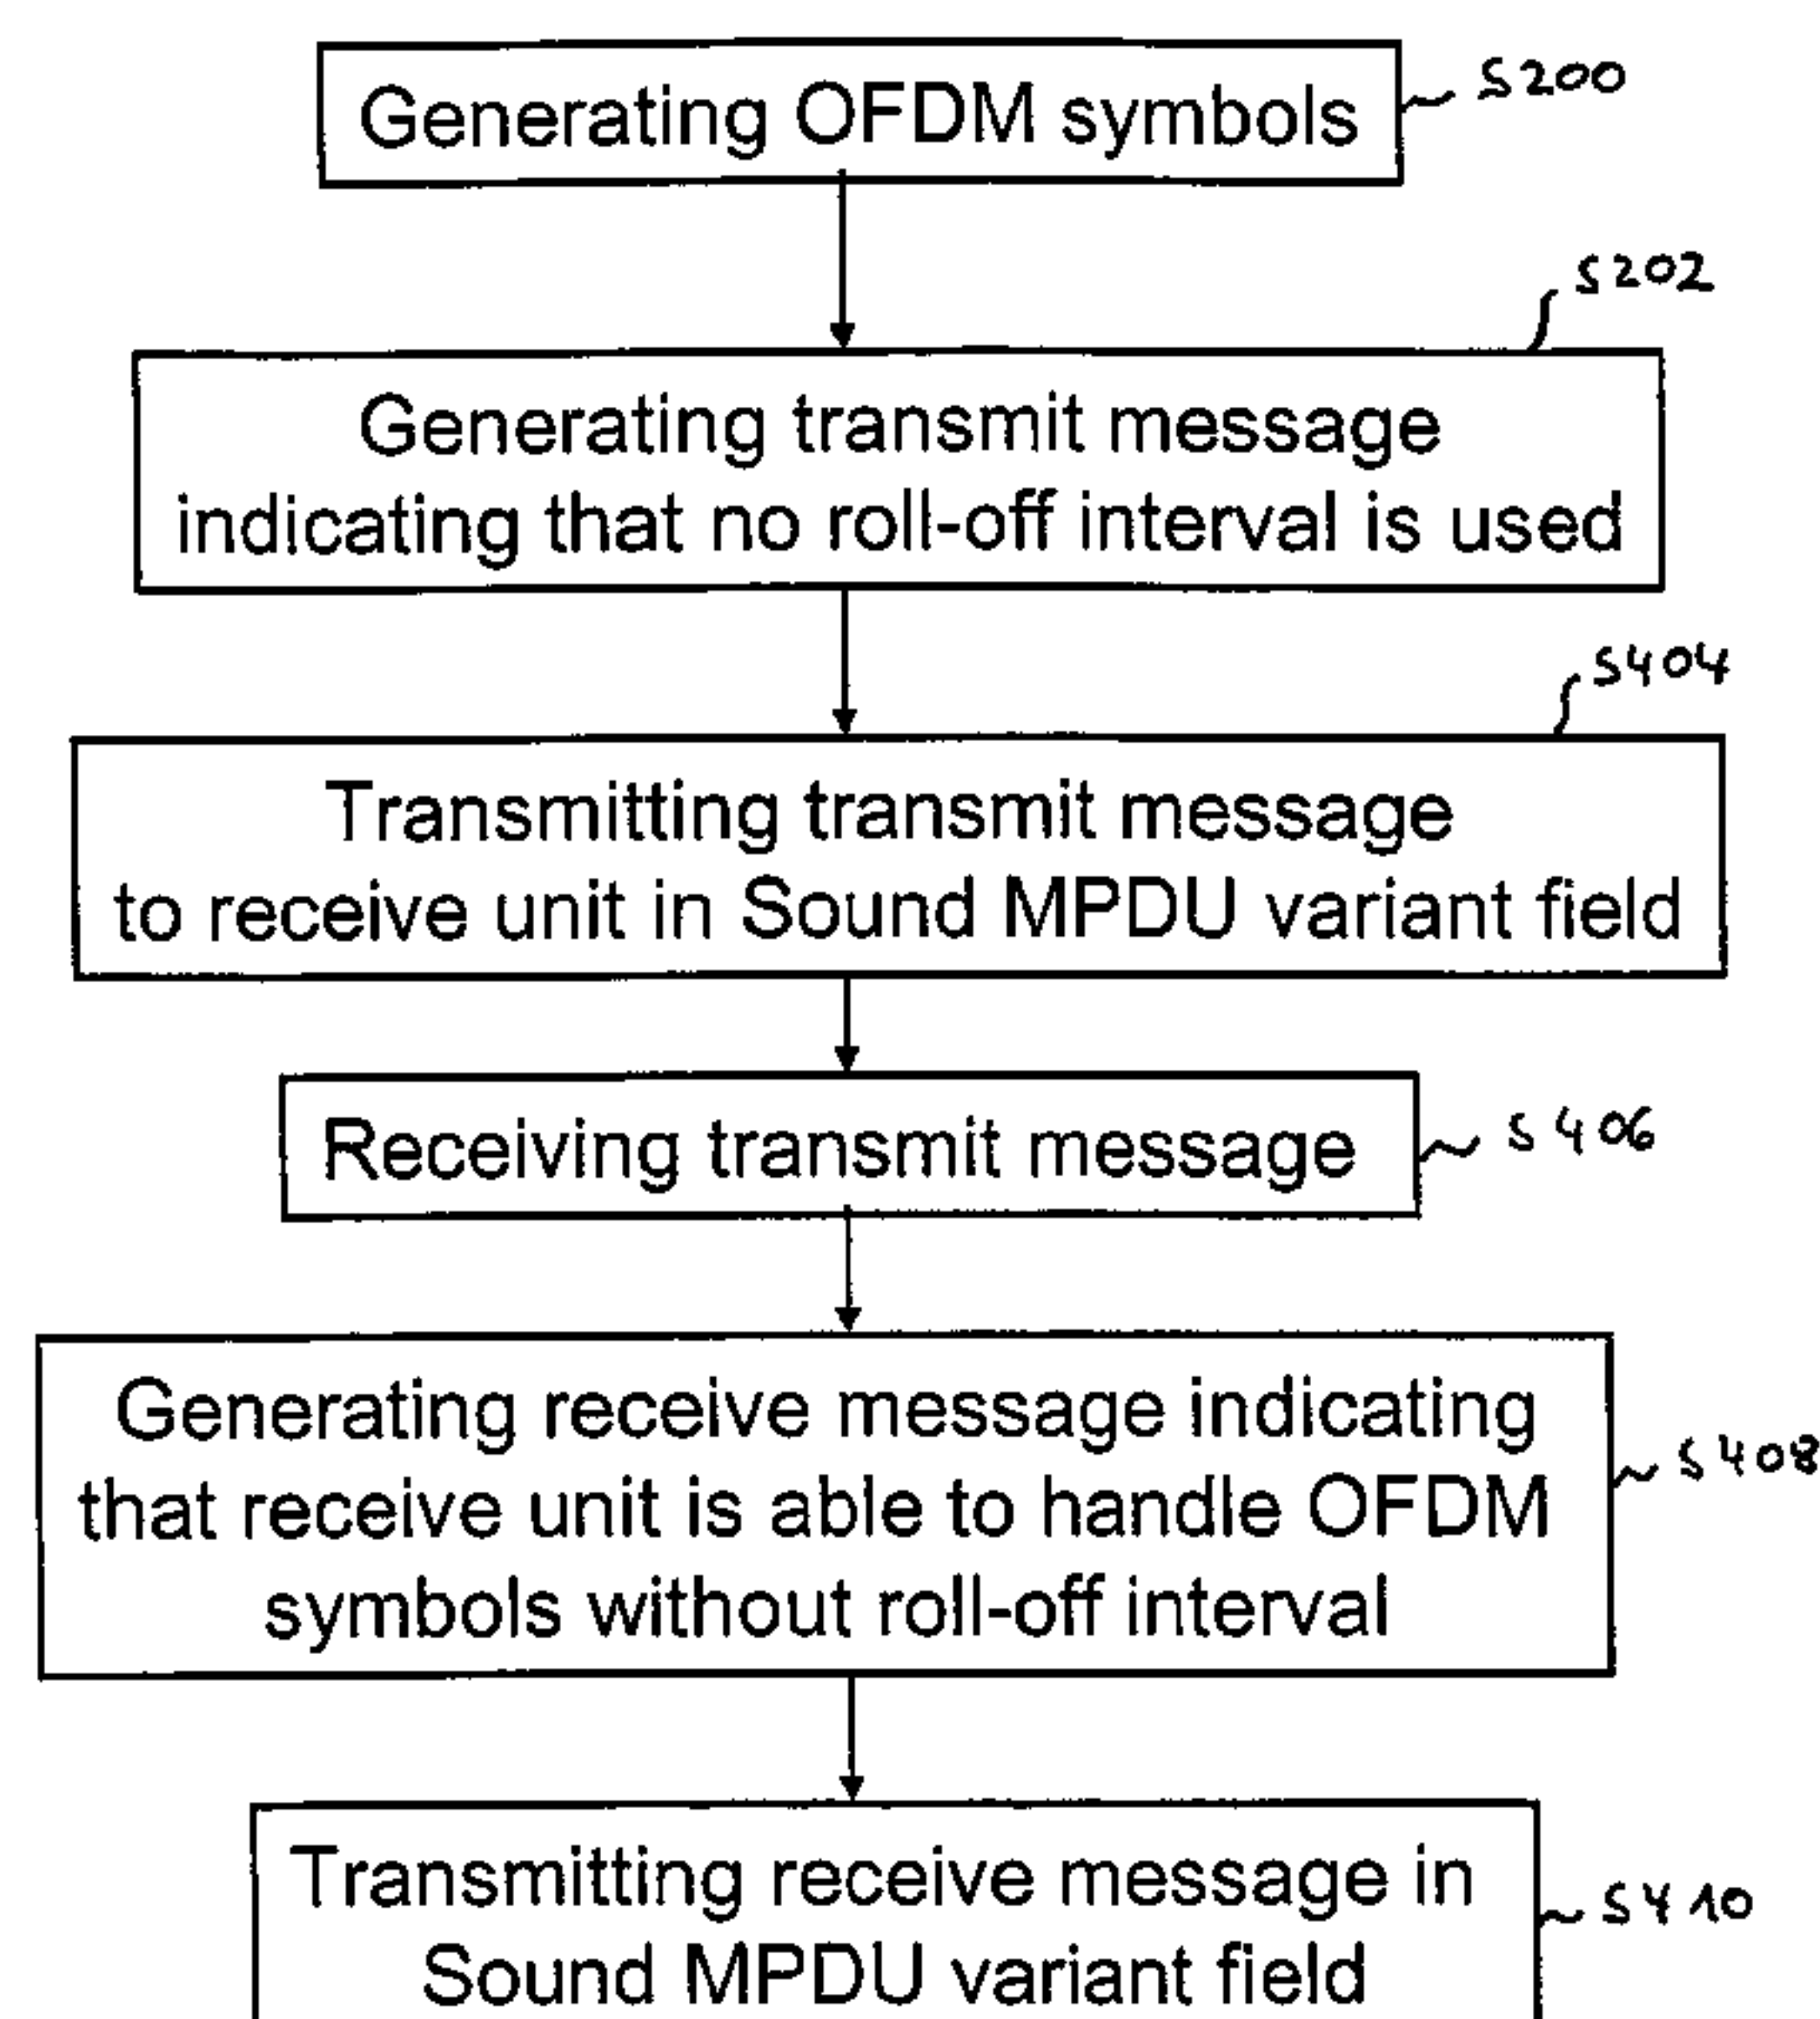 Generating OFDM symbols
S200
S202
Generating transmit message
indicating that no roll-off interval is used
S404
Transmitting transmit message
to receive unit in Sound MPDU variant field
Receiving transmit message
S406
Generating receive message indicating
that receive unit is able to handle OFDM
symbols without roll-off interval
S408
Transmitting receive message in
Sound MPDU variant field
S410